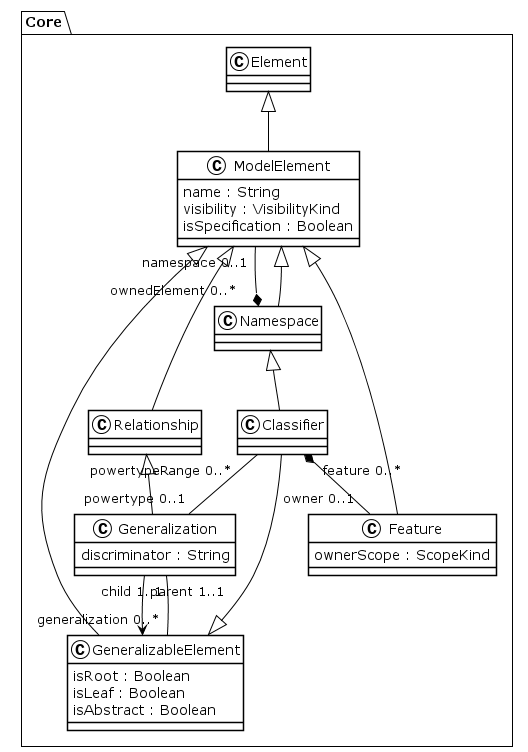 Core
C Element
C ModelElement
name : String
visibility : VisibilityKind
isSpecification : Boolean
namespace 0..1
ownedElement 0..*
C Namespace
C Relationship
C Classifier
powertypeRange 0..*
feature 0..*
powertype 0..1
owner 0..1
C Generalization
discriminator : String
C Feature
ownerScope : ScopeKind
child 1..1
parent 1..1
generalization 0..*
C GeneralizableElement
isRoot : Boolean
isLeaf : Boolean
isAbstract : Boolean